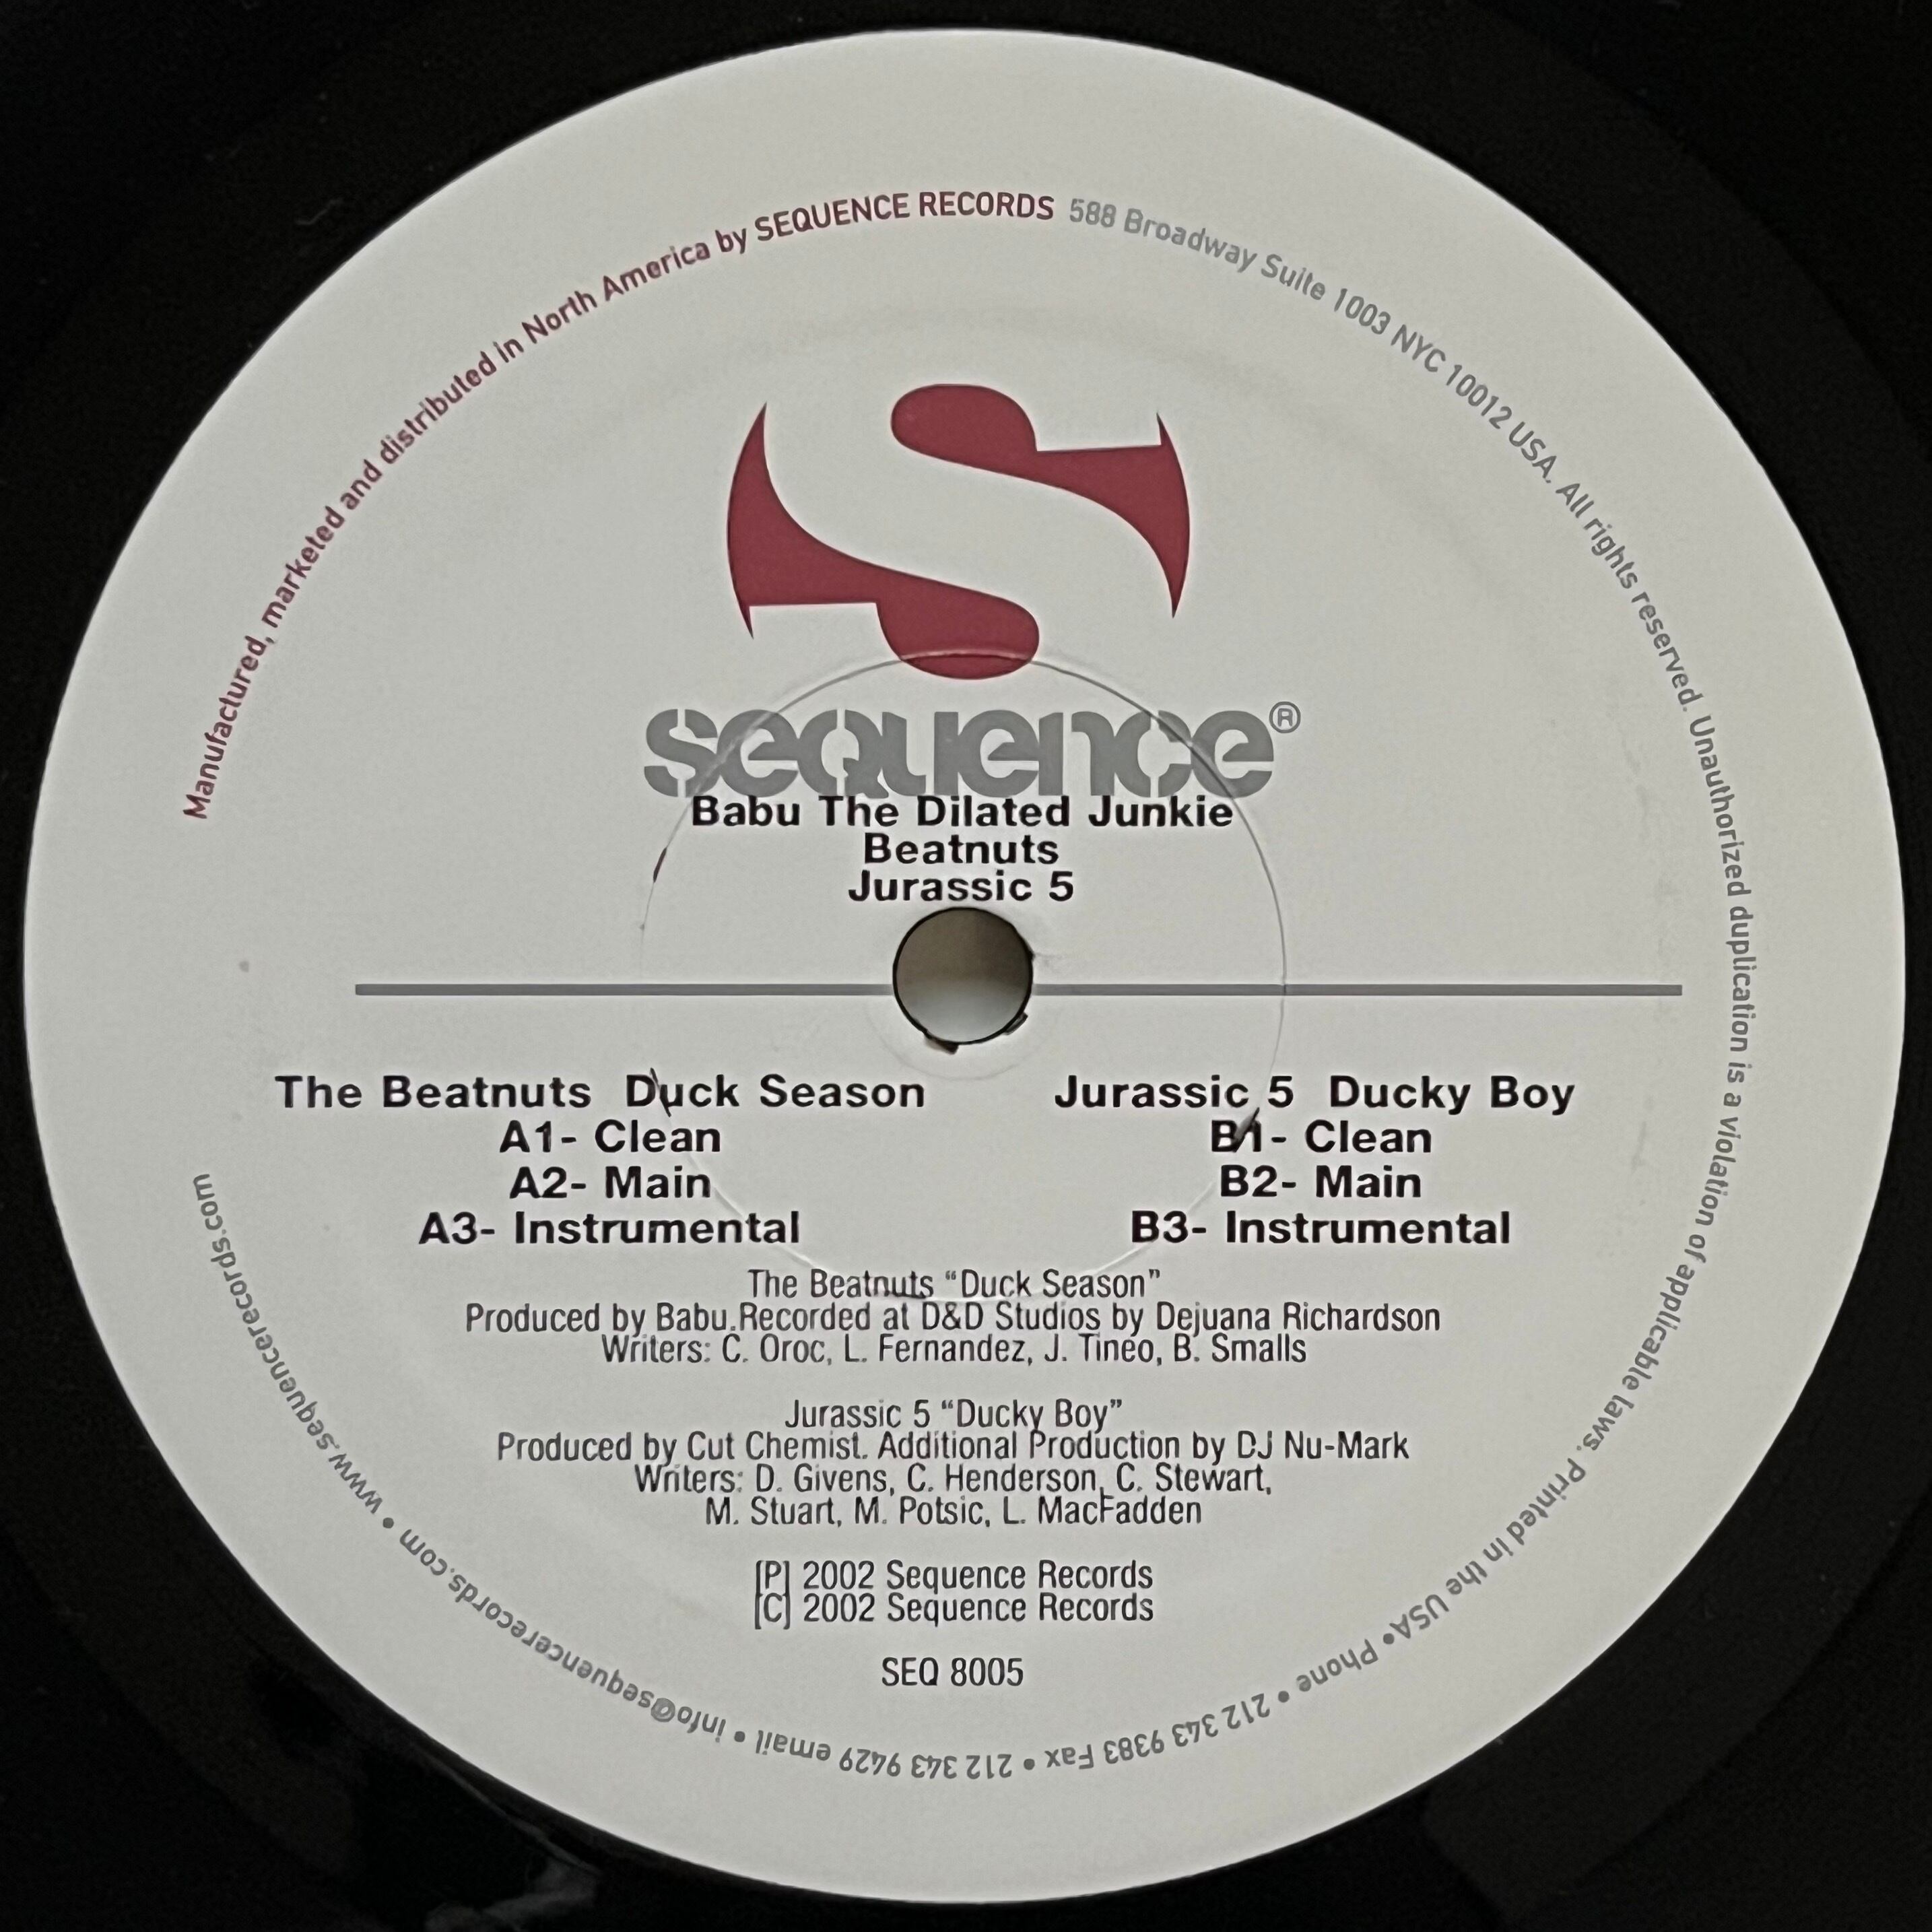 Manufactured, marketed and distributed in North America by SEQUENCE RECORDS 588 Broadway Suite 1003 NYC 10012 USA. All rights reserved. Unauthorized duplication is a violation of applicable laws. Printed in the USA • Phone • 212 343 9383 Fax • 212 343 9429 email • info@sequencerecords.com • www.sequencerecords.com
sequence®
Babu The Dilated Junkie
Beatnuts
Jurassic 5
The Beatnuts Duck Season
A1- Clean
A2- Main
A3- Instrumental
Jurassic 5 Ducky Boy
B1- Clean
B2- Main
B3- Instrumental
The Beatnuts “Duck Season”
Produced by Babu.Recorded at D&D Studios by Dejuana Richardson
Writers: C. Oroc, L. Fernandez, J. Tineo, B. Smalls
Jurassic 5 “Ducky Boy”
Produced by Cut Chemist. Additional Production by DJ Nu-Mark
Writers: D. Givens, C. Henderson, C. Stewart,
M. Stuart, M. Potsic, L. MacFadden
[P] 2002 Sequence Records
[C] 2002 Sequence Records
SEQ 8005